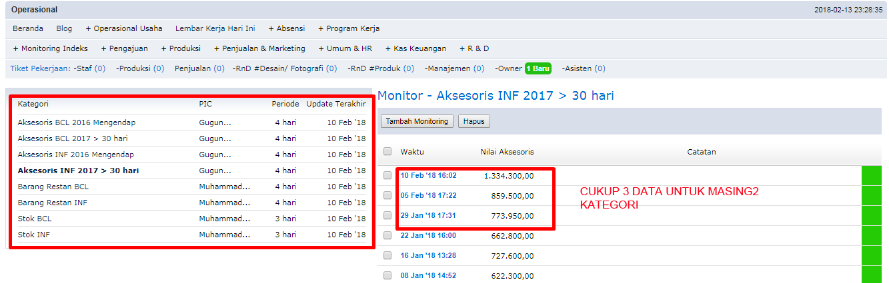 Operasional 2018-02-13 23:28:35
Beranda Blog + Operasional Usaha Lembar Kerja Hari Ini + Absensi + Program Kerja
+ Monitoring Indeks + Pengajuan + Produksi + Penjualan & Marketing + Umum & HR + Kas Keuangan + R & D
Tiket Pekerjaan: -Staf (0) -Produksi (0) Penjualan (0) -RnD #Desain/ Fotografi (0) -RnD #Produk (0) -Manajemen (0) -Owner 1 Baru -Asisten (0)
Kategori PIC Periode Update Terakhir
Aksesoris BCL 2016 Mengendap Gugun... 4 hari 10 Feb '18
Aksesoris BCL 2017 > 30 hari Gugun... 4 hari 10 Feb '18
Aksesoris INF 2016 Mengendap Gugun... 4 hari 10 Feb '18
Aksesoris INF 2017 > 30 hari Gugun... 4 hari 10 Feb '18
Barang Restan BCL Muhammad... 4 hari 10 Feb '18
Barang Restan INF Muhammad... 4 hari 10 Feb '18
Stok BCL Muhammad... 3 hari 10 Feb '18
Stok INF Muhammad... 3 hari 10 Feb '18
Monitor - Aksesoris INF 2017 > 30 hari
Tambah Monitoring Hapus
Waktu Nilai Aksesoris Catatan
10 Feb '18 16:02 1.334.300,00
05 Feb '18 17:22 859.500,00
29 Jan '18 17:31 773.950,00
22 Jan '18 16:00 662.800,00
16 Jan '18 13:28 727.600,00
08 Jan '18 14:52 622.300,00
CUKUP 3 DATA UNTUK MASING2
KATEGORI